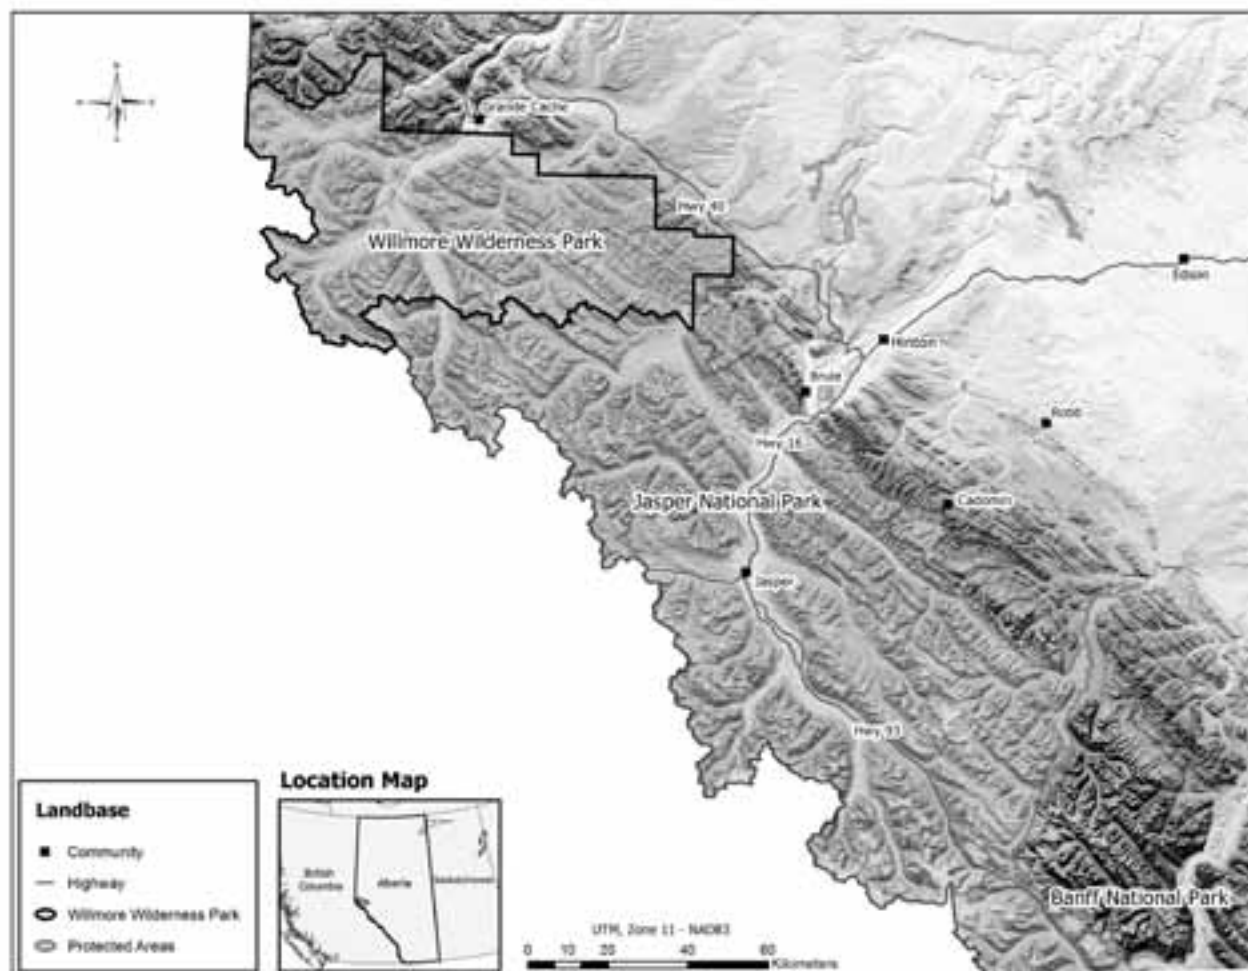 Grande Cache
Hwy 40
Willmore Wilderness Park
Edson
Hinton
Brule
Robb
Hwy 16
Jasper National Park
Cadomin
Jasper
Hwy 93
Banff National Park
Landbase
Community
Highway
Willmore Wilderness Park
Protected Areas
Location Map
British
Columbia
Alberta
Saskatchewan
UTM, Zone 11 - NAD83
0 10 20 40 60
Kilometers